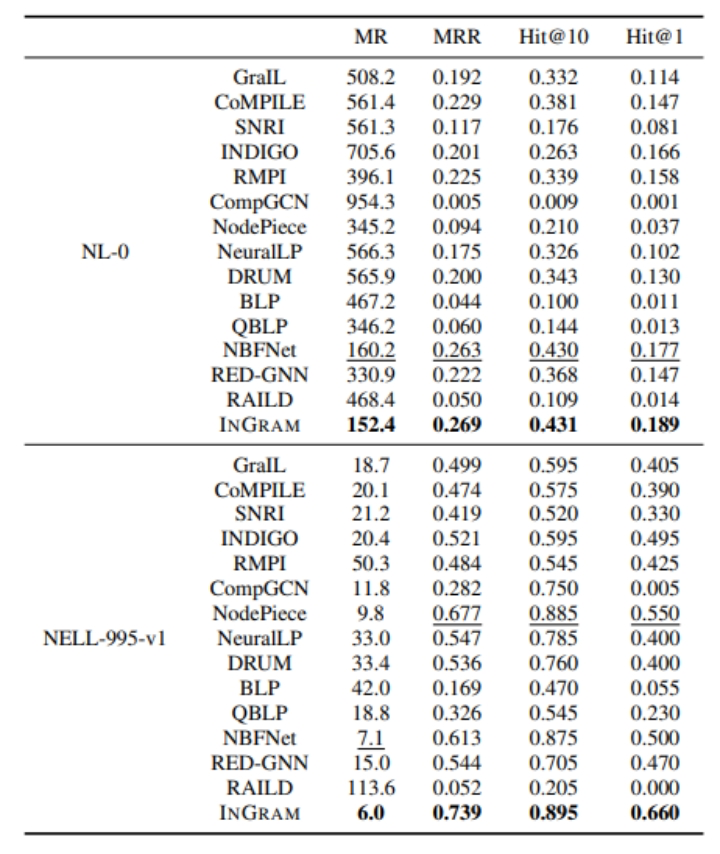 MR MRR Hit@10 Hit@1
GraIL 508.2 0.192 0.332 0.114
CoMPILE 561.4 0.229 0.381 0.147
SNRI 561.3 0.117 0.176 0.081
INDIGO 705.6 0.201 0.263 0.166
RMPI 396.1 0.225 0.339 0.158
CompGCN 954.3 0.005 0.009 0.001
NodePiece 345.2 0.094 0.210 0.037
NL-0 NeuralLP 566.3 0.175 0.326 0.102
DRUM 565.9 0.200 0.343 0.130
BLP 467.2 0.044 0.100 0.011
QBLP 346.2 0.060 0.144 0.013
NBFNet 160.2 0.263 0.430 0.177
RED-GNN 330.9 0.222 0.368 0.147
RAILD 468.4 0.050 0.109 0.014
INGRAM 152.4 0.269 0.431 0.189
GraIL 18.7 0.499 0.595 0.405
CoMPILE 20.1 0.474 0.575 0.390
SNRI 21.2 0.419 0.520 0.330
INDIGO 20.4 0.521 0.595 0.495
RMPI 50.3 0.484 0.545 0.425
CompGCN 11.8 0.282 0.750 0.005
NodePiece 9.8 0.677 0.885 0.550
NELL-995-v1 NeuralLP 33.0 0.547 0.785 0.400
DRUM 33.4 0.536 0.760 0.400
BLP 42.0 0.169 0.470 0.055
QBLP 18.8 0.326 0.545 0.230
NBFNet 7.1 0.613 0.875 0.500
RED-GNN 15.0 0.544 0.705 0.470
RAILD 113.6 0.052 0.205 0.000
INGRAM 6.0 0.739 0.895 0.660